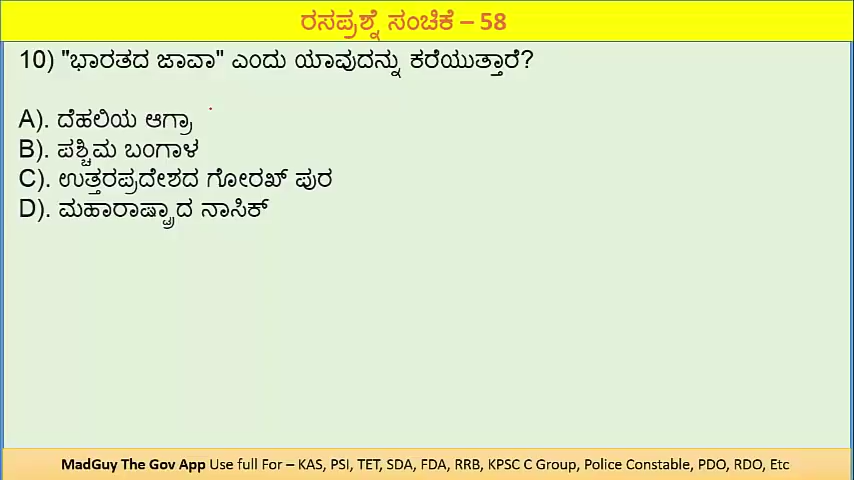 ರಸಪ್ರಶ್ನೆ ಸಂಚಿಕೆ – 58
10) "ಭಾರತದ ಜಾವಾ" ಎಂದು ಯಾವುದನ್ನು ಕರೆಯುತ್ತಾರೆ?
A). ದೆಹಲಿಯ ಆಗ್ರಾ
B). ಪಶ್ಚಿಮ ಬಂಗಾಳ
C). ಉತ್ತರಪ್ರದೇಶದ ಗೋರಖ್ ಪುರ
D). ಮಹಾರಾಷ್ಟ್ರಾದ ನಾಸಿಕ್
MadGuy The Gov App Use full For – KAS, PSI, TET, SDA, FDA, RRB, KPSC C Group, Police Constable, PDO, RDO, Etc